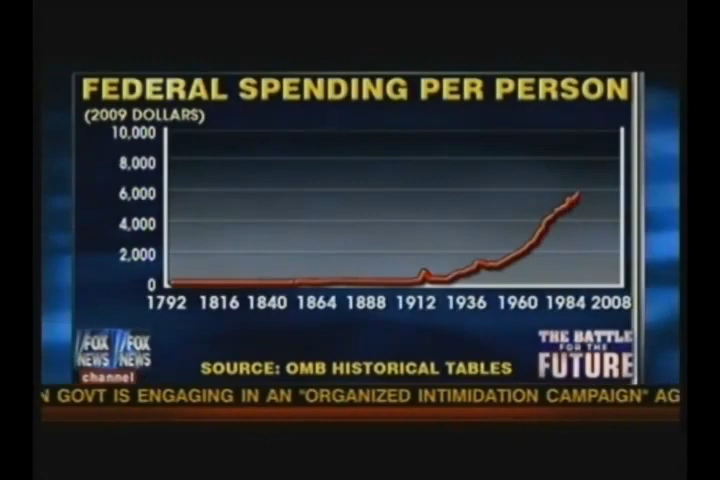 FEDERAL SPENDING PER PERSON
(2009 DOLLARS)
10,000
8,000
6,000
4,000
2,000
0
1792 1816 1840 1864 1888 1912 1936 1960 1984 2008
FOX NEWS FOX NEWS
channel
SOURCE: OMB HISTORICAL TABLES
THE BATTLE
FOR THE
FUTURE
N GOVT IS ENGAGING IN AN "ORGANIZED INTIMIDATION CAMPAIGN" AG